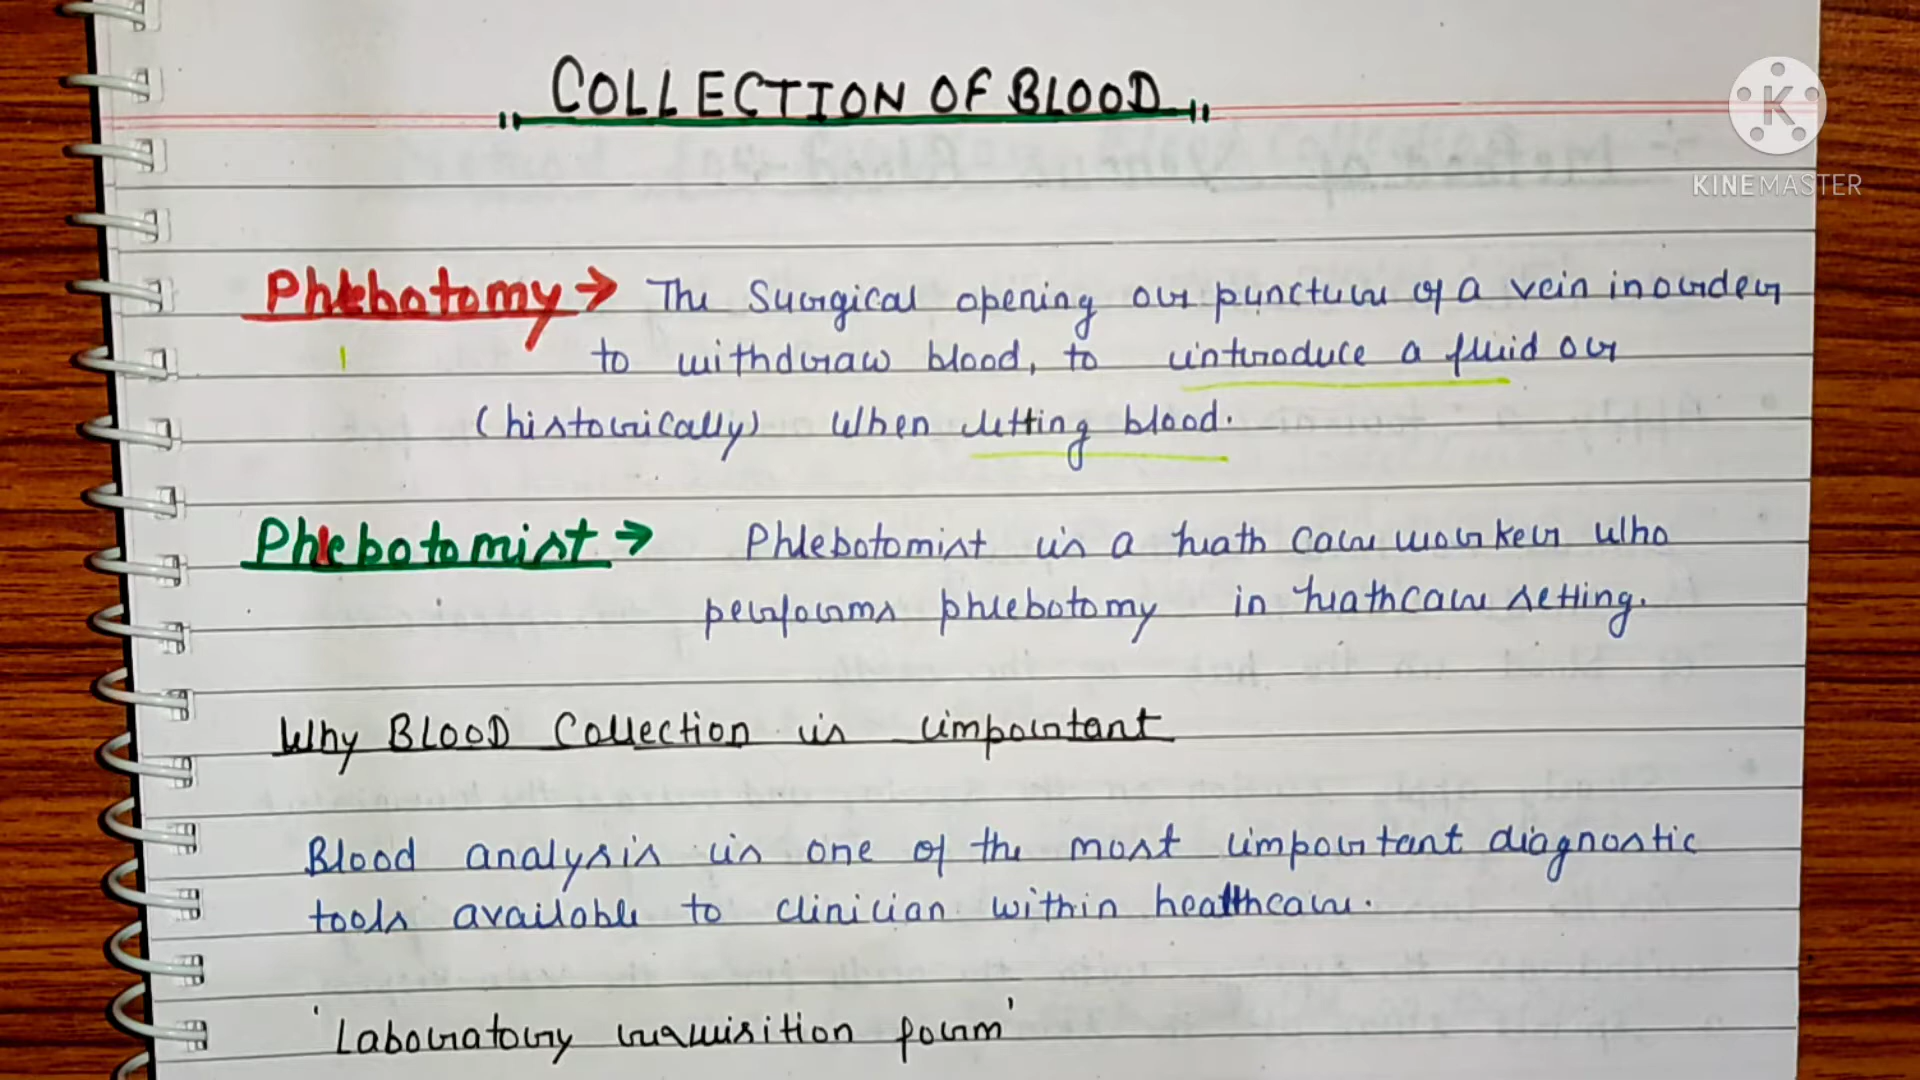 COLLECTION OF BLOOD
KINEMASTER
Phlebotomy → The Surgical opening or puncture of a vein inorder
to withdraw blood, to introduce a fluid or
(historically) When letting blood.
Phlebotomist → Phlebotomist is a heath care worker who
performs phlebotomy in heathcare setting.
Why BLOOD Collection is important
Blood analysis is one of the most important diagnostic
tools available to clinician within healthcare.
'Laboratory requisition form'